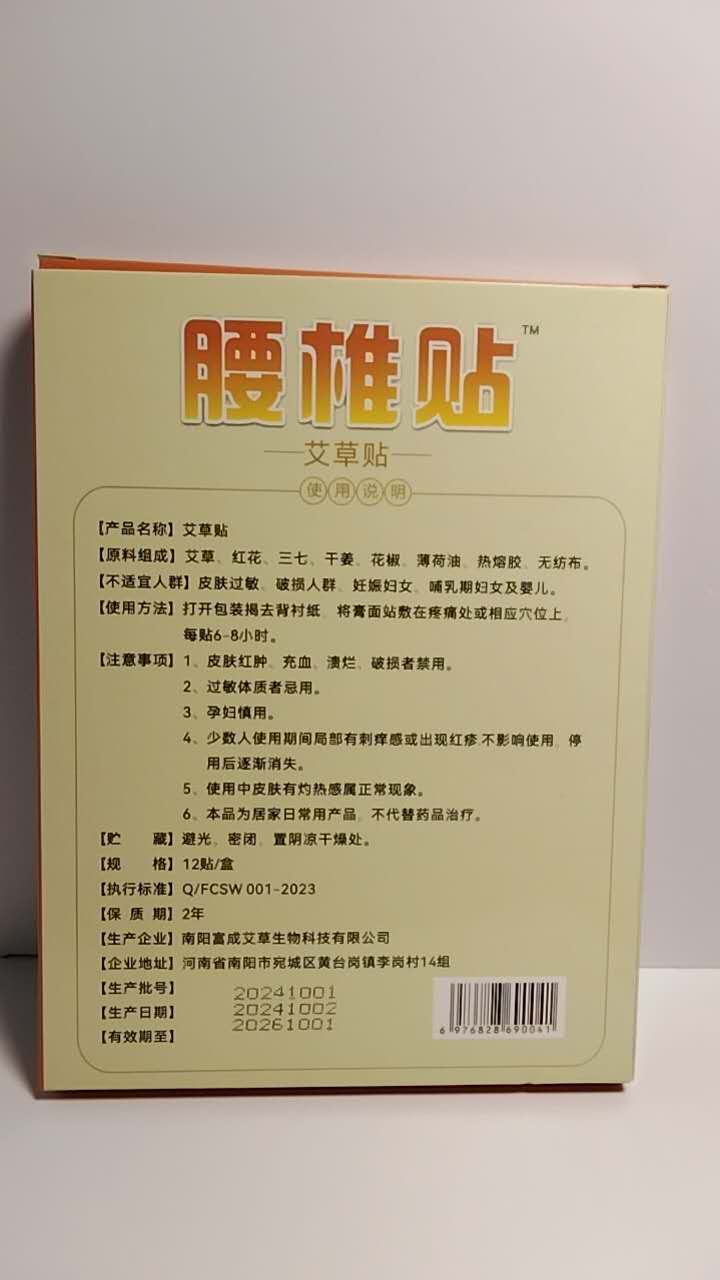 腰椎贴™
艾草贴
使用说明
【产品名称】艾草贴
【原料组成】艾草、红花、三七、干姜、花椒、薄荷油、热熔胶、无纺布。
【不适宜人群】皮肤过敏、破损人群、妊娠妇女、哺乳期妇女及婴儿。
【使用方法】打开包装揭去背衬纸，将膏面站敷在疼痛处或相应穴位上，
每贴6-8小时。
【注意事项】1、皮肤红肿、充血、溃烂、破损者禁用。
2、过敏体质者忌用。
3、孕妇慎用。
4、少数人使用期间局部有刺痒感或出现红疹,不影响使用，停
用后逐渐消失。
5、使用中皮肤有灼热感属正常现象。
6、本品为居家日常用产品，不代替药品治疗。
【贮 藏】避光，密闭，置阴凉干燥处。
【规 格】12贴/盒
【执行标准】Q/FCSW 001-2023
【保 质 期】2年
【生产企业】南阳富成艾草生物科技有限公司
【企业地址】河南省南阳市宛城区黄台岗镇李岗村14组
【生产批号】20241001
【生产日期】20241002
【有效期至】20261001
6 976828 690041